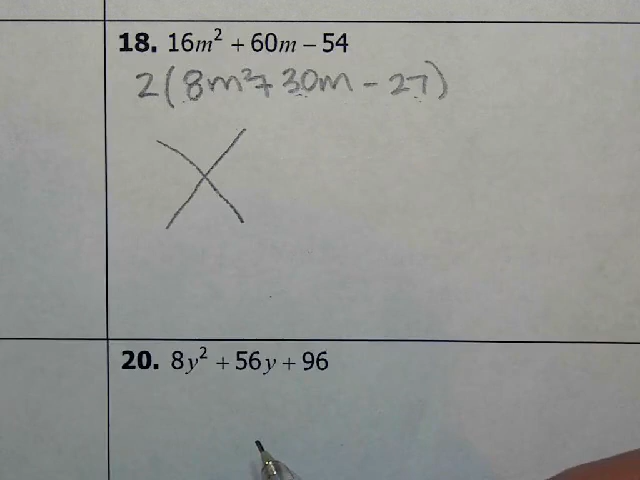 18. 16m² + 60m − 54
2(8m²+ 30m − 27)
20. 8y² + 56y + 96